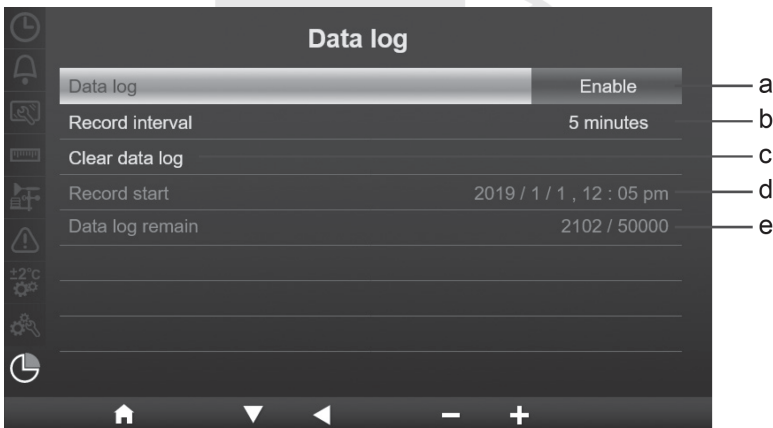 Data log
Data log Enable a
Record interval 5 minutes b
Clear data log c
Record start 2019 / 1 / 1 , 12 : 05 pm d
Data log remain 2102 / 50000 e
±2°C